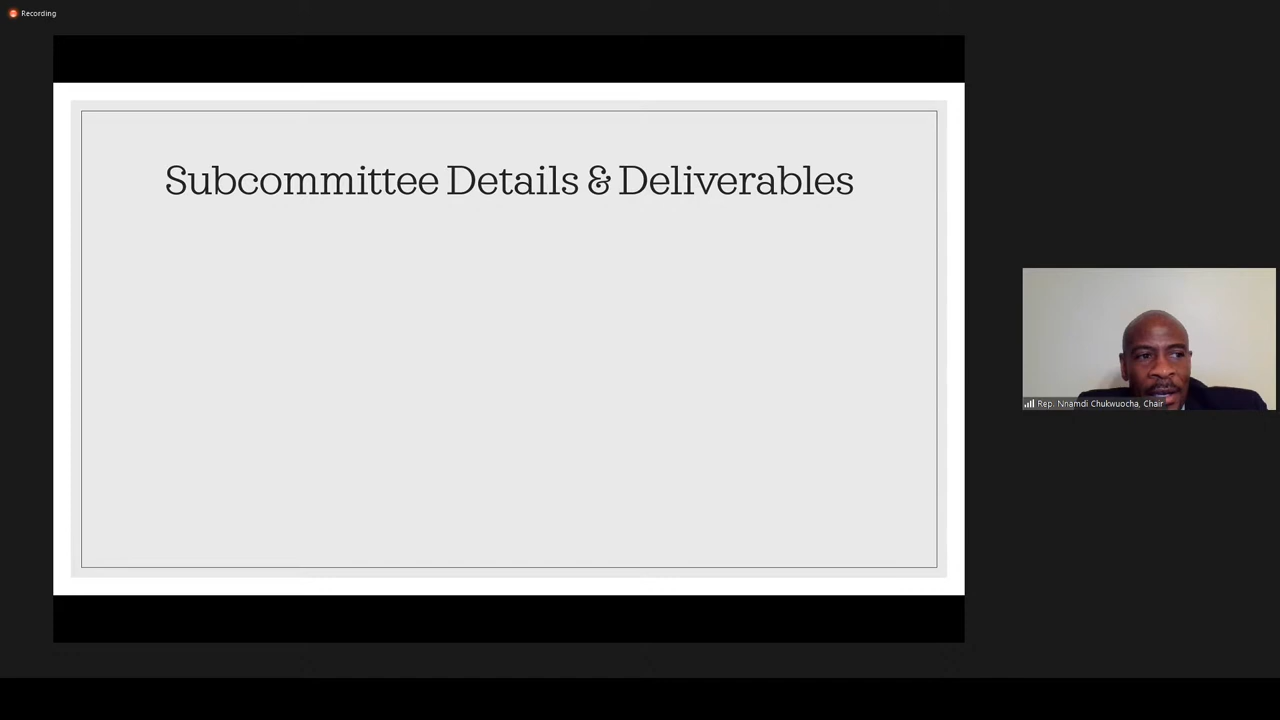 Recording
Subcommittee Details & Deliverables
Rep. Nnamdi Chukwuocha, Chair